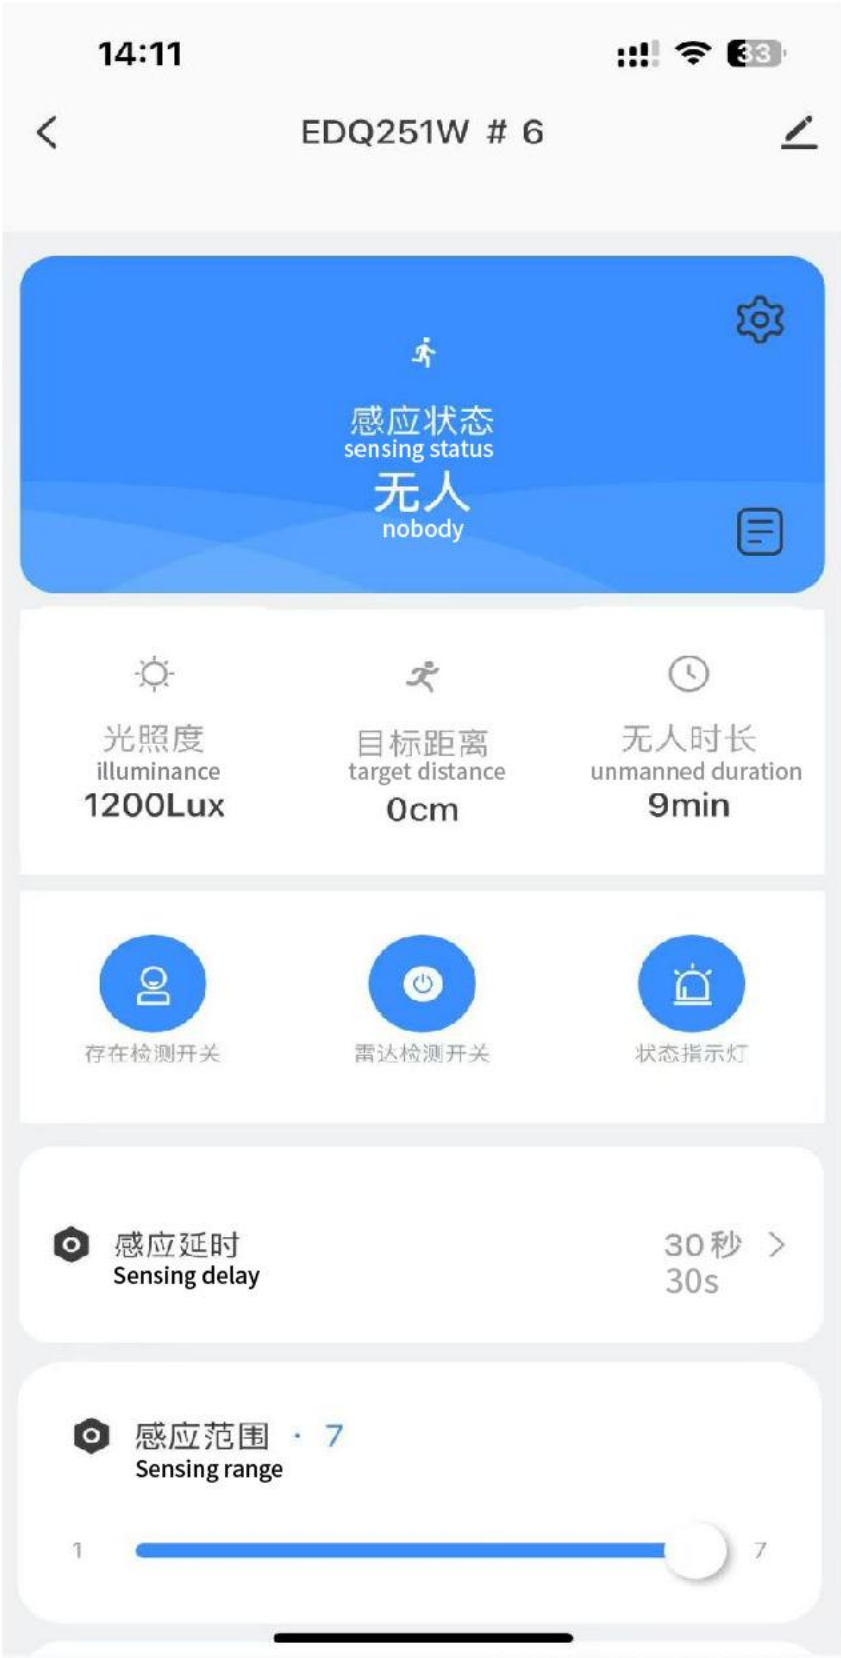 14:11
33
EDQ251W # 6
感应状态
sensing status
无人
nobody
光照度
illuminance
1200Lux
目标距离
target distance
0cm
无人时长
unmanned duration
9min
存在检测开关
雷达检测开关
状态指示灯
感应延时
Sensing delay
30秒
30s
感应范围 · 7
Sensing range
1
7